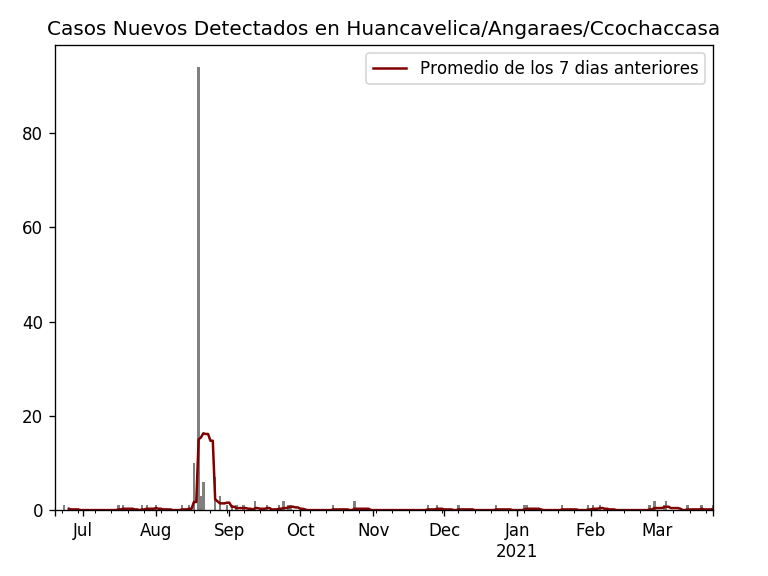 Casos Nuevos Detectados en Huancavelica/Angaraes/Ccochaccasa
Promedio de los 7 dias anteriores
80
60
40
20
0
Jul Aug Sep Oct Nov Dec Jan Feb Mar
2021